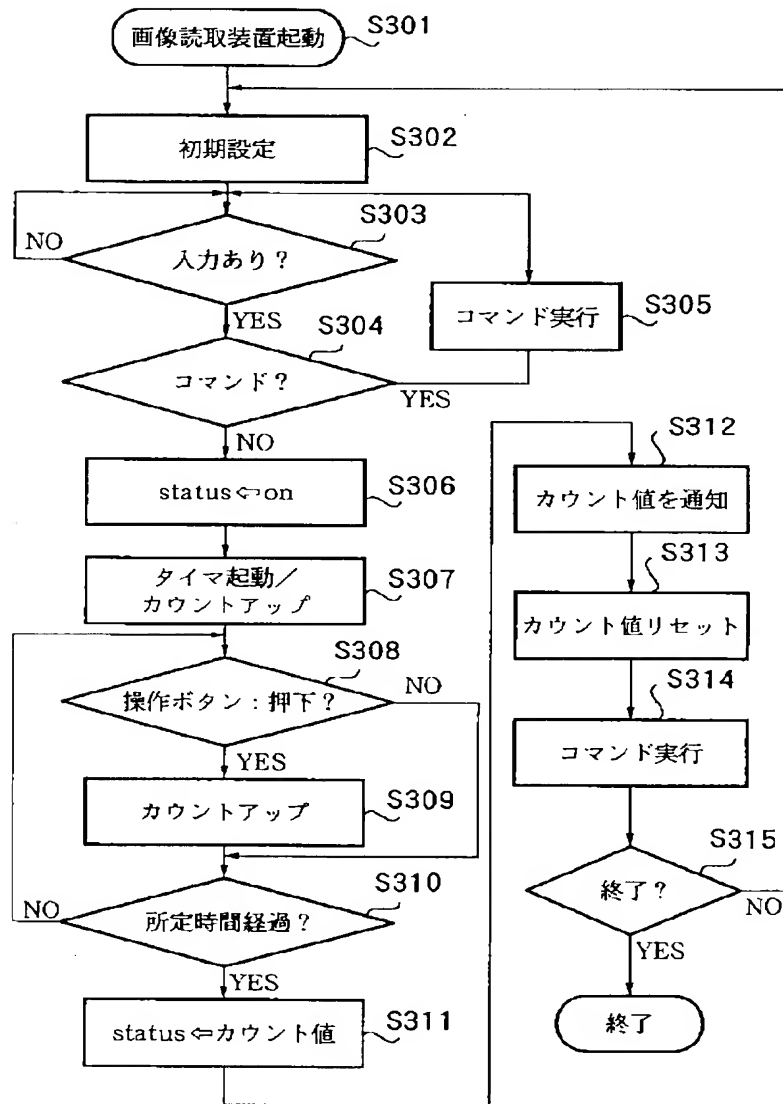 画像読取装置起動
S301
初期設定
S302
入力あり?
S303
NO
YES
コマンド?
S304
YES
コマンド実行
S305
NO
status⇐on
S306
タイマ起動/
カウントアップ
S307
操作ボタン:押下?
S308
NO
YES
カウントアップ
S309
所定時間経過?
S310
NO
YES
status⇐カウント値
S311
S312
カウント値を通知
S313
カウント値リセット
S314
コマンド実行
S315
終了?
NO
YES
終了